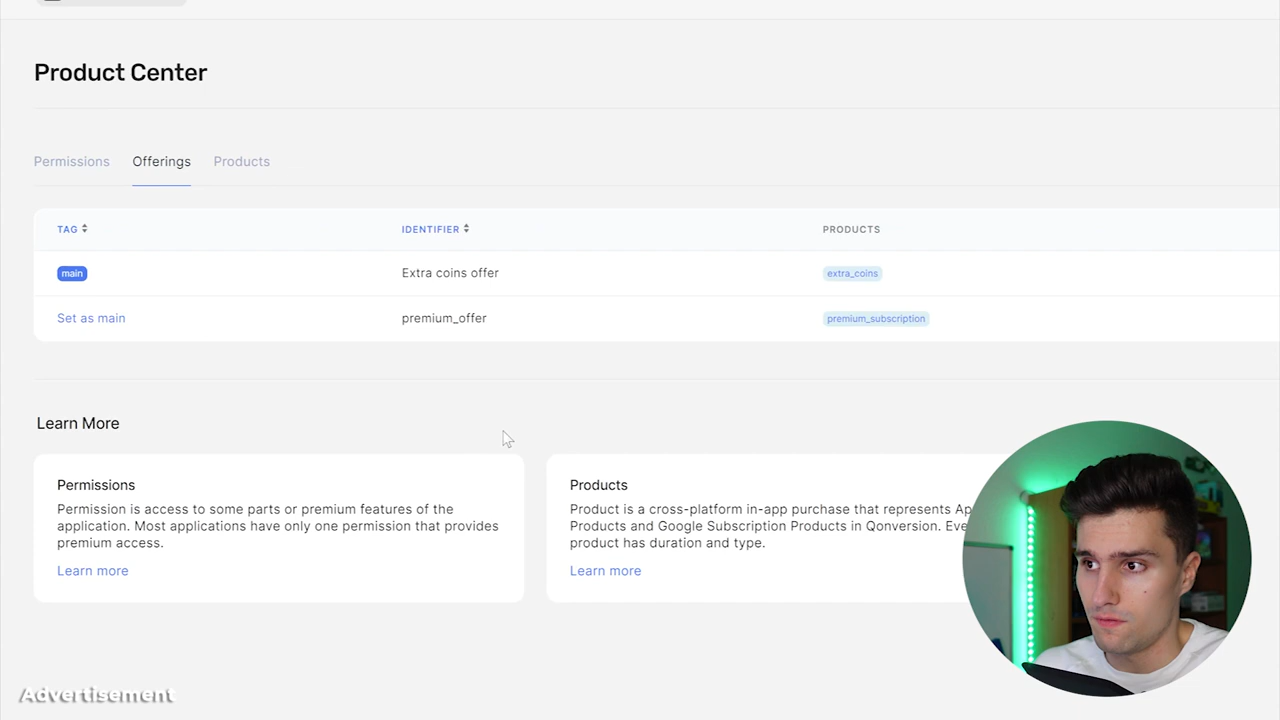 Product Center
Permissions Offerings Products
TAG IDENTIFIER PRODUCTS
main Extra coins offer extra_coins
Set as main premium_offer premium_subscription
Learn More
Permissions
Permission is access to some parts or premium features of the
application. Most applications have only one permission that provides
premium access.
Learn more
Products
Product is a cross-platform in-app purchase that represents
Products and Google Subscription Products in Qonversion.
product has duration and type.
Learn more
Advertisement